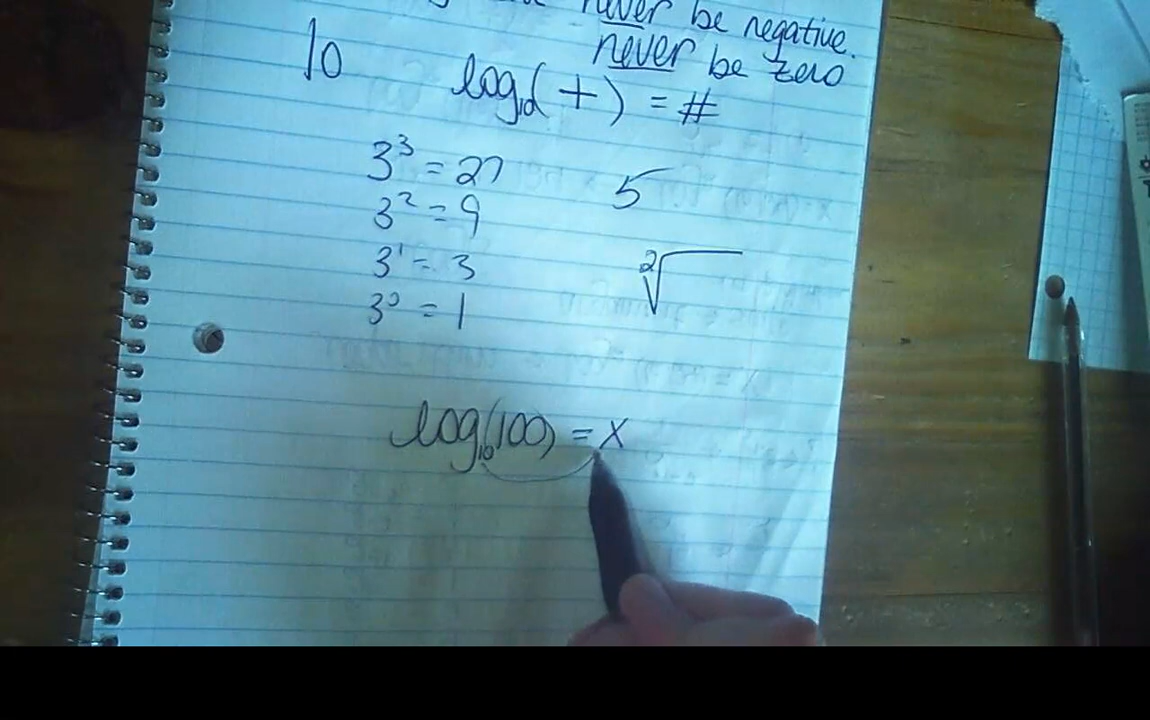 never be negative.
never be zero
10
log₁₀(+) = #
3³ = 27
3² = 9
3¹ = 3
3⁰ = 1
5
²√
log₁₀(100) = x